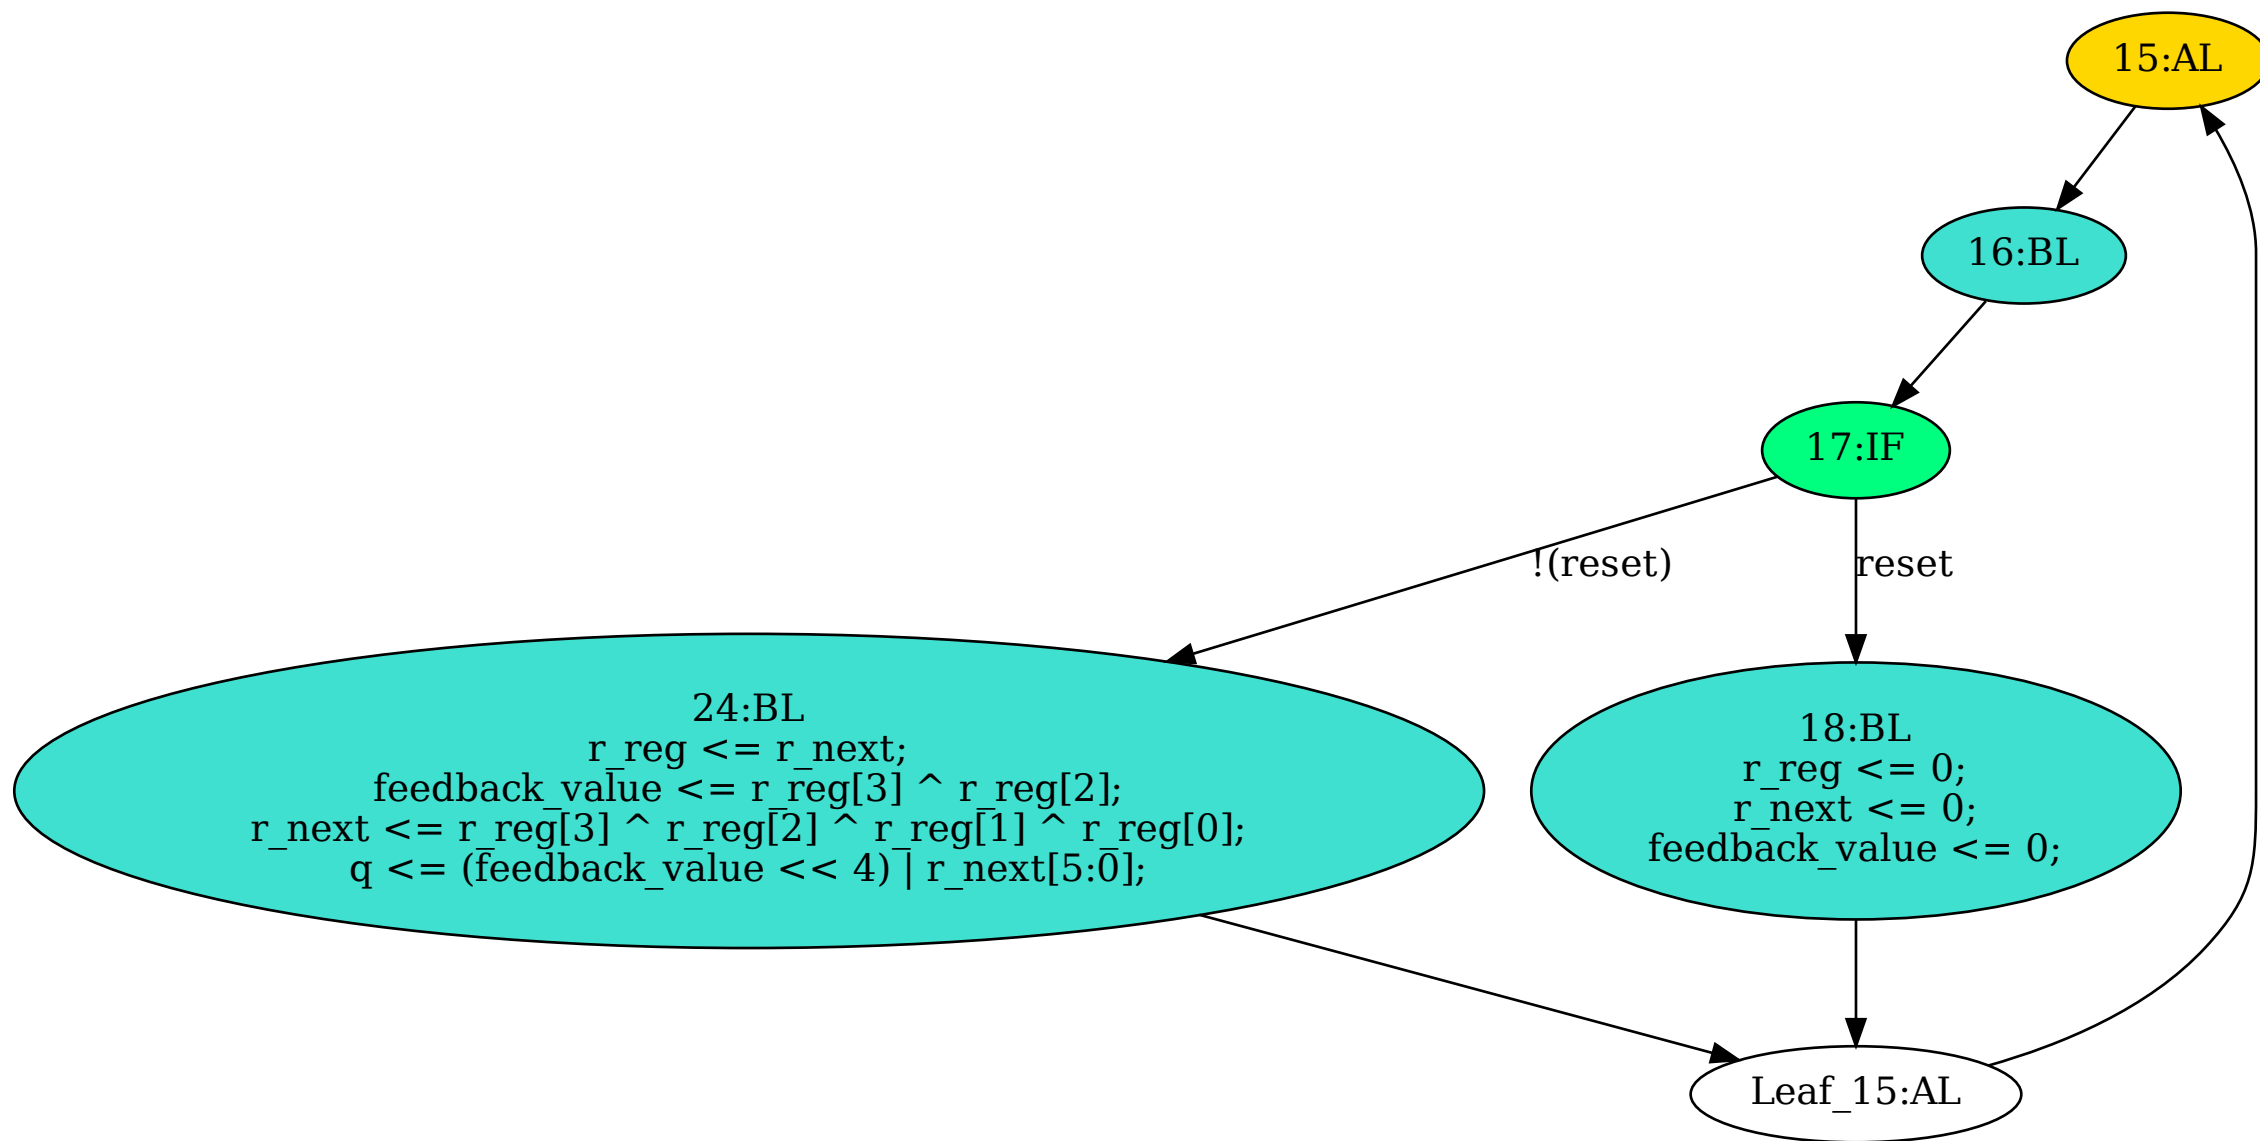 15:AL
16:BL
17:IF
!(reset)
reset
24:BL
r_reg <= r_next;
feedback_value <= r_reg[3] ^ r_reg[2];
r_next <= r_reg[3] ^ r_reg[2] ^ r_reg[1] ^ r_reg[0];
q <= (feedback_value << 4) | r_next[5:0];
18:BL
r_reg <= 0;
r_next <= 0;
feedback_value <= 0;
Leaf_15:AL